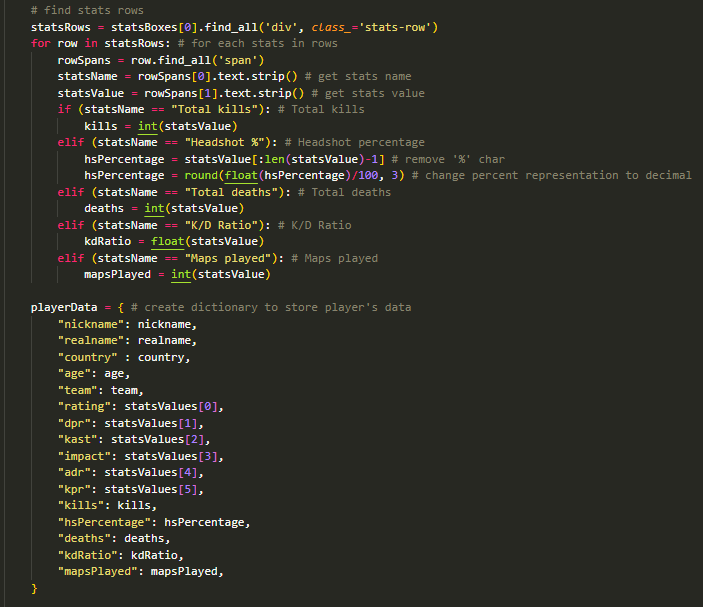 # find stats rows
statsRows = statsBoxes[0].find_all('div', class_='stats-row')
for row in statsRows: # for each stats in rows
    rowSpans = row.find_all('span')
    statsName = rowSpans[0].text.strip() # get stats name
    statsValue = rowSpans[1].text.strip() # get stats value
    if (statsName == "Total kills"): # Total kills
        kills = int(statsValue)
    elif (statsName == "Headshot %"): # Headshot percentage
        hsPercentage = statsValue[:len(statsValue)-1] # remove '%' char
        hsPercentage = round(float(hsPercentage)/100, 3) # change percent representation to decimal
    elif (statsName == "Total deaths"): # Total deaths
        deaths = int(statsValue)
    elif (statsName == "K/D Ratio"): # K/D Ratio
        kdRatio = float(statsValue)
    elif (statsName == "Maps played"): # Maps played
        mapsPlayed = int(statsValue)

playerData = { # create dictionary to store player's data
    "nickname": nickname,
    "realname": realname,
    "country" : country,
    "age": age,
    "team": team,
    "rating": statsValues[0],
    "dpr": statsValues[1],
    "kast": statsValues[2],
    "impact": statsValues[3],
    "adr": statsValues[4],
    "kpr": statsValues[5],
    "kills": kills,
    "hsPercentage": hsPercentage,
    "deaths": deaths,
    "kdRatio": kdRatio,
    "mapsPlayed": mapsPlayed,
}